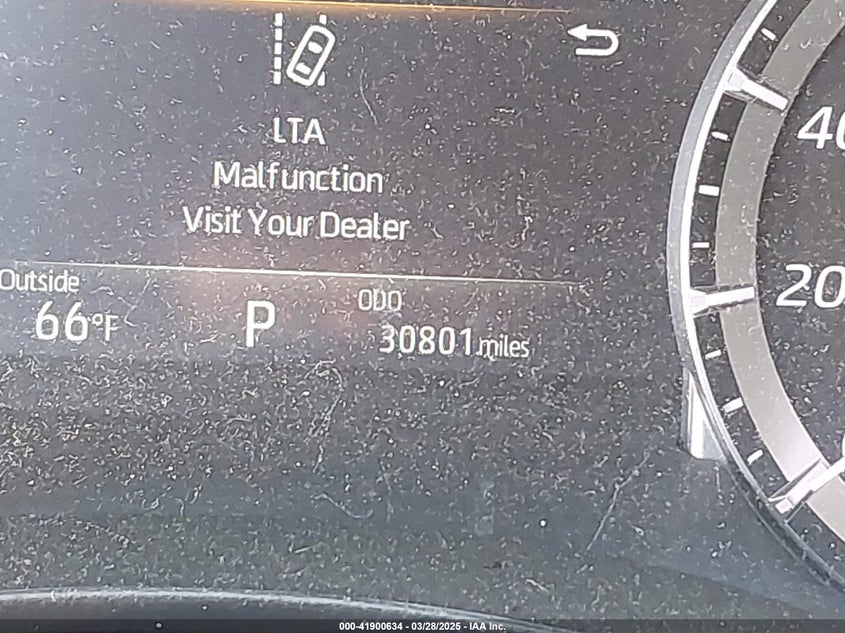 LTA
Malfunction
Visit Your Dealer
Outside
66°F
P
ODO
30801 miles
40
20
000-41900634 - 03/28/2025 - IAA Inc.